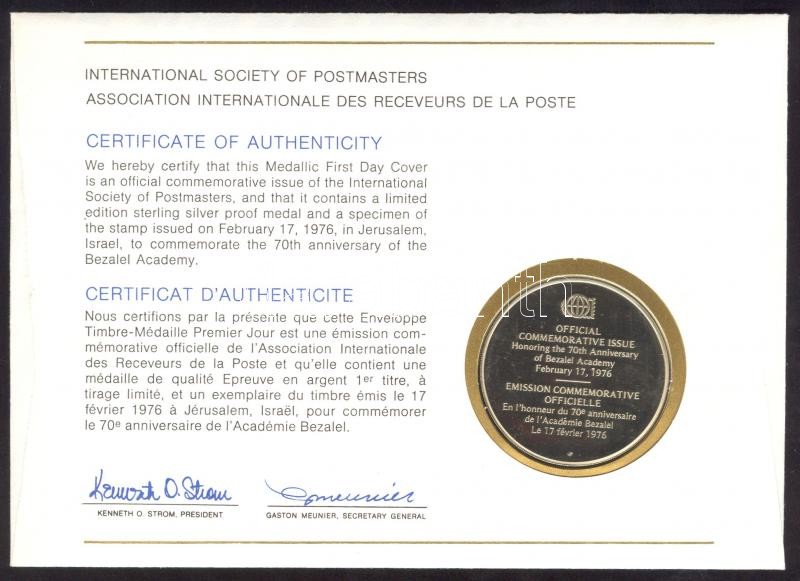 INTERNATIONAL SOCIETY OF POSTMASTERS
ASSOCIATION INTERNATIONALE DES RECEVEURS DE LA POSTE
CERTIFICATE OF AUTHENTICITY
We hereby certify that this Medallic First Day Cover
is an official commemorative issue of the International
Society of Postmasters, and that it contains a limited
edition sterling silver proof medal and a specimen of
the stamp issued on February 17, 1976, in Jerusalem,
Israel, to commemorate the 70th anniversary of the
Bezalel Academy.
CERTIFICAT D'AUTHENTICITE
Nous certifions par la présente que cette Enveloppe
Timbre-Médaille Premier Jour est une émission com-
mémorative officielle de l'Association Internationale
des Receveurs de la Poste et qu'elle contient une
médaille de qualité Epreuve en argent 1er titre, à
tirage limité, et un exemplaire du timbre émis le 17
février 1976 à Jérusalem, Israël, pour commémorer
le 70e anniversaire de l'Académie Bezalel.
Kenneth O. Strom
KENNETH O. STROM, PRESIDENT
GMeunier
GASTON MEUNIER, SECRETARY GENERAL
OFFICIAL
COMMEMORATIVE ISSUE
Honoring the 70th Anniversary
of Bezalel Academy
February 17, 1976
EMISSION COMMEMORATIVE
OFFICIELLE
En l'honneur du 70e anniversaire
de l'Académie Bezalel
Le 17 février 1976